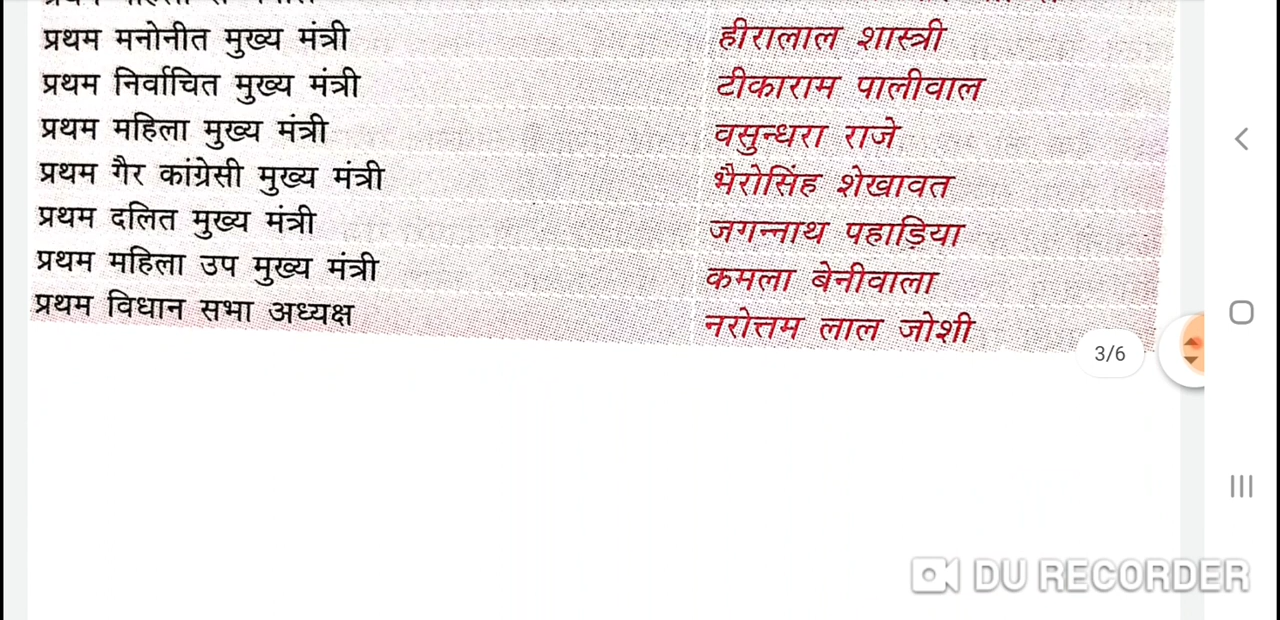 प्रथम मनोनीत मुख्य मंत्री हीरालाल शास्त्री
प्रथम निर्वाचित मुख्य मंत्री टीकाराम पालीवाल
प्रथम महिला मुख्य मंत्री वसुन्धरा राजे
प्रथम गैर कांग्रेसी मुख्य मंत्री भैरोसिंह शेखावत
प्रथम दलित मुख्य मंत्री जगन्नाथ पहाड़िया
प्रथम महिला उप मुख्य मंत्री कमला बेनीवाला
प्रथम विधान सभा अध्यक्ष नरोत्तम लाल जोशी
3/6
DU RECORDER